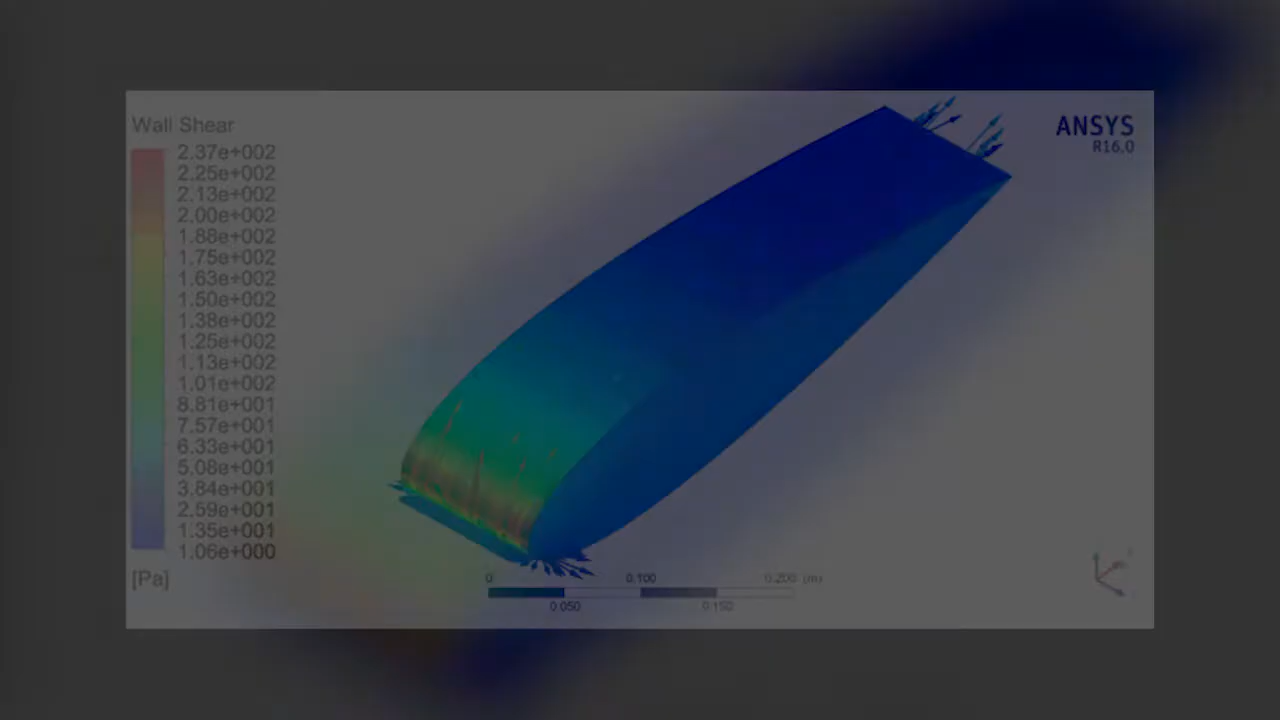 Wall Shear
2.37e+002
2.25e+002
2.13e+002
2.00e+002
1.88e+002
1.75e+002
1.63e+002
1.50e+002
1.38e+002
1.25e+002
1.13e+002
1.01e+002
8.81e+001
7.57e+001
6.33e+001
5.08e+001
3.84e+001
2.59e+001
1.35e+001
1.06e+000
[Pa]
ANSYS
R16.0
0 0.100 0.200 (m)
0.050 0.150